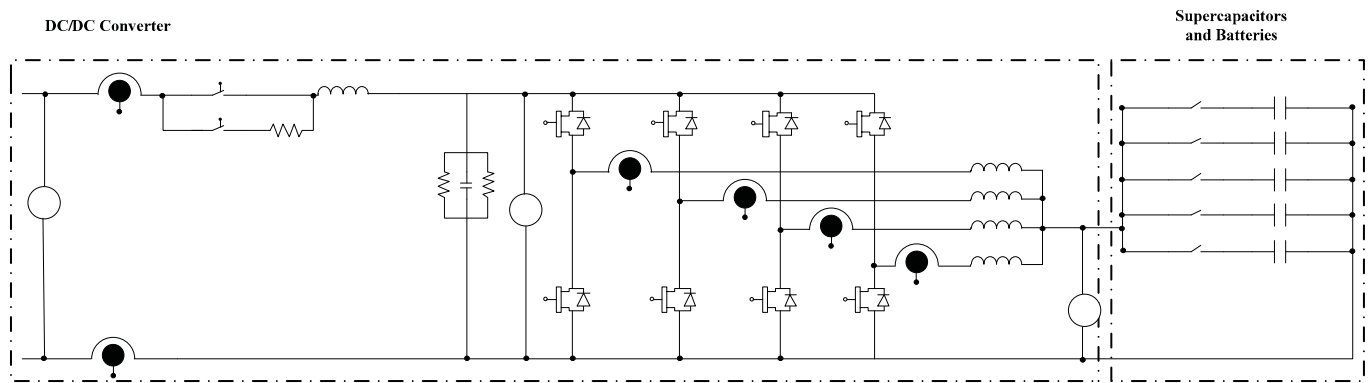 DC/DC Converter
Supercapacitors
and Batteries